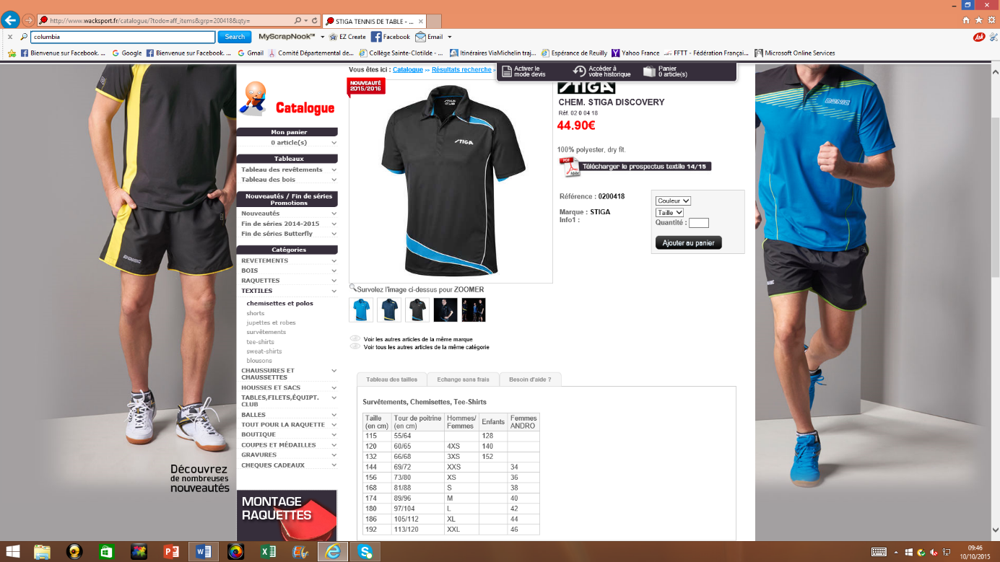 http://www.wacksport.fr/catalogue/?todo=aff_items&grp=200418&qty=
STIGA TENNIS DE TABLE - ...
columbia
Search
MyScrapNook™
EZ Create
Facebook
Email
Ask
Bienvenue sur Facebook. ...
Google
Bienvenue sur Facebook. ...
Gmail
Comité Départemental de...
Collège Sainte-Clotilde - ...
Itinéraires ViaMichelin traj...
Espérance de Reuilly
Yahoo France
FFTT - Fédération Françai...
Microsoft Online Services
Vous êtes ici : Catalogue >> Résultats recherche >
Activer le mode devis
Accèder à votre historique
Panier
0 article(s)
Catalogue
Mon panier
0 article(s)
Tableaux
Tableau des revêtements
Tableau des bois
Nouveautés / Fin de séries
Promotions
Nouveautés
Fin de séries 2014-2015
Fin de séries Butterfly
Catégories
REVETEMENTS
BOIS
RAQUETTES
TEXTILES
chemisettes et polos
shorts
jupettes et robes
survêtements
tee-shirts
sweat-shirts
blousons
CHAUSSURES ET
CHAUSSETTES
HOUSSES ET SACS
TABLES,FILETS,ÉQUIPT.
CLUB
BALLES
TOUT POUR LA RAQUETTE
BOUTIQUE
COUPES ET MÉDAILLES
GRAVURES
CHEQUES CADEAUX
MONTAGE
RAQUETTES
Découvrez
de nombreuses
nouveautés
NOUVEAUTÉ
2015/2016
STIGA
STIGA
CHEM. STIGA DISCOVERY
Réf. 02 0 04 18
44.90€
100% polyester, dry fit.
PDF
Adobe
Télécharger le prospectus textile 14/15
Référence : 0200418
Marque : STIGA
Info1 :
Couleur
Taille
Quantité :
Ajouter au panier
DONIC
Survolez l'image ci-dessus pour ZOOMER
Voir les autres articles de la même marque
Voir tous les autres articles de la même catégorie
Tableau des tailles
Echange sans frais
Besoin d'aide ?
Survêtements, Chemisettes, Tee-Shirts
Taille (en cm) Tour de poitrine (en cm) Hommes/ Femmes Enfants Femmes ANDRO
115 55/64 128
120 60/65 4XS 140
132 66/68 3XS 152
144 69/72 XXS 34
156 73/80 XS 36
168 81/88 S 38
174 89/96 M 40
180 97/104 L 42
186 105/112 XL 44
192 113/120 XXL 46
09:46
10/10/2015